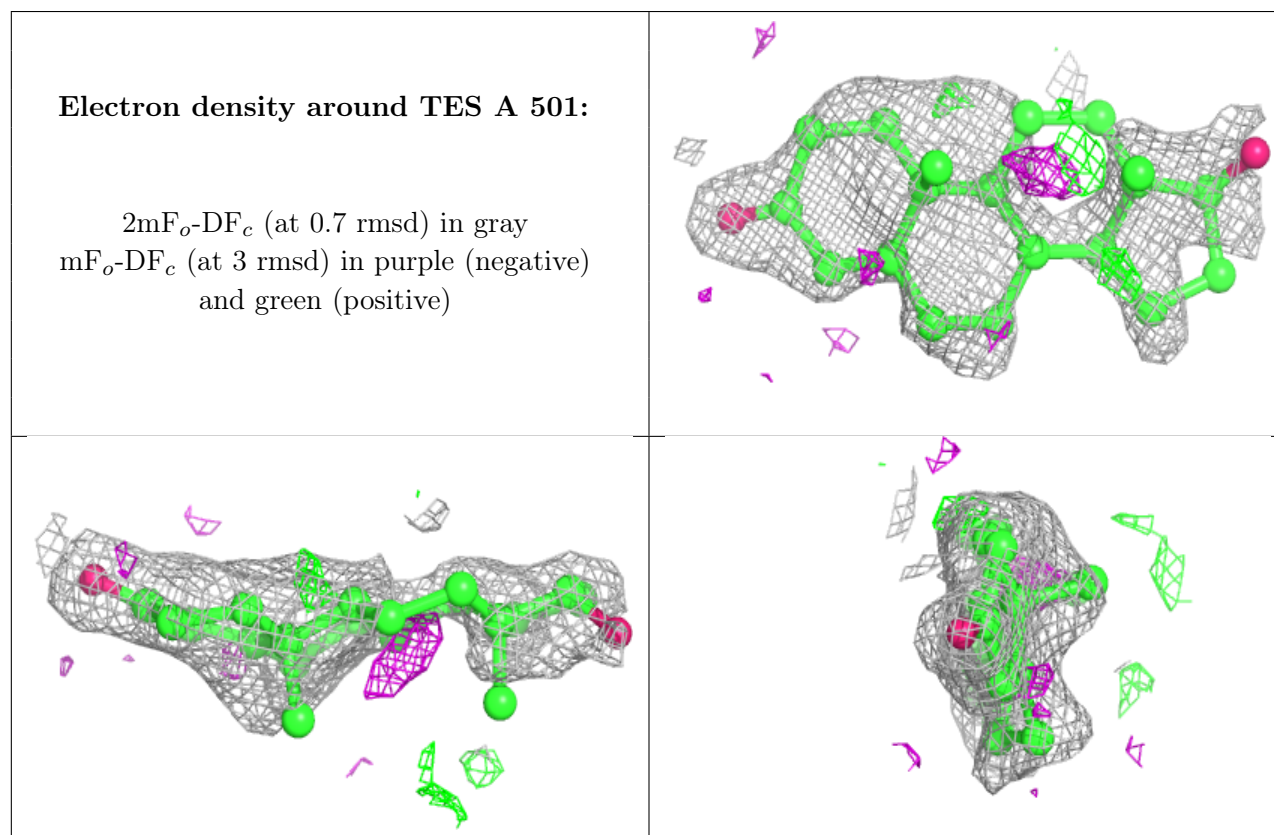 Electron density around TES A 501:
2mFₒ-DF𝒸 (at 0.7 rmsd) in gray
mFₒ-DF𝒸 (at 3 rmsd) in purple (negative)
and green (positive)